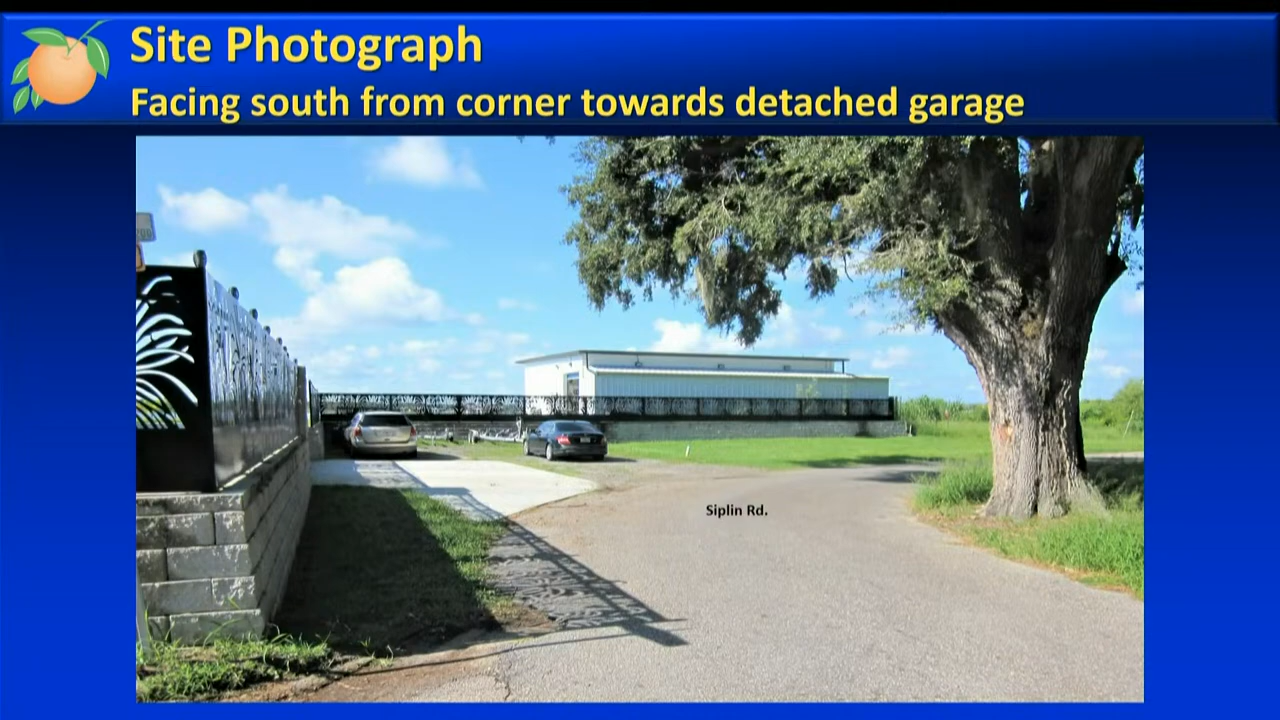 Site Photograph
Facing south from corner towards detached garage
Siplin Rd.